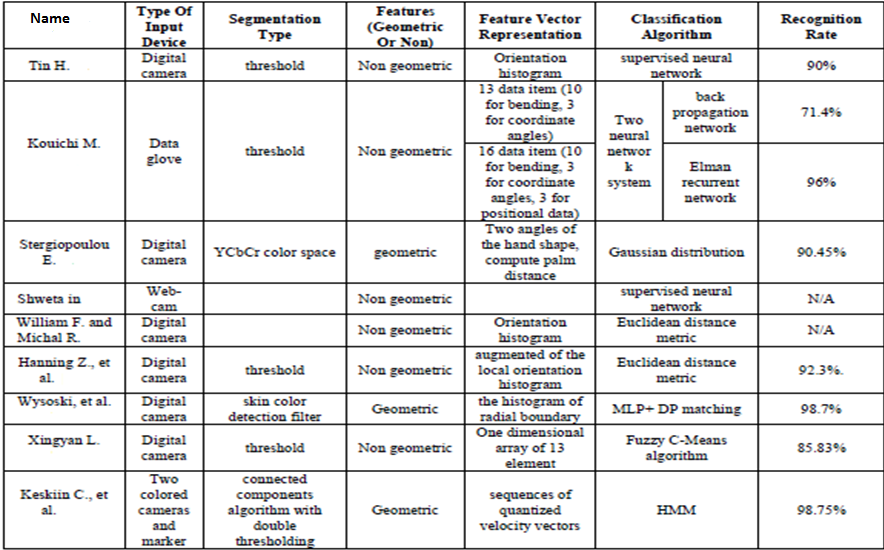 Name
Type Of
Input
Device
Segmentation
Type
Features
(Geometric
Or Non)
Feature Vector
Representation
Classification
Algorithm
Recognition
Rate
Tin H.
Digital
camera
threshold
Non geometric
Orientation
histogram
supervised neural
network
90%
Kouichi M.
Data
glove
threshold
Non geometric
13 data item (10
for bending, 3
for coordinate
angles)
Two
neural
networ
k
system
back
propagation
network
71.4%
16 data item (10
for bending, 3
for coordinate
angles, 3 for
positional data)
Elman
recurrent
network
96%
Stergiopoulou
E.
Digital
camera
YCbCr color space
geometric
Two angles of
the hand shape,
compute palm
distance
Gaussian distribution
90.45%
Shweta in
Web-
cam
Non geometric
supervised neural
network
N/A
William F. and
Michal R.
Digital
camera
Non geometric
Orientation
histogram
Euclidean distance
metric
N/A
Hanning Z., et
al.
Digital
camera
threshold
Non geometric
augmented of the
local orientation
histogram
Euclidean distance
metric
92.3%.
Wysoski, et al.
Digital
camera
skin color
detection filter
Geometric
the histogram of
radial boundary
MLP+ DP matching
98.7%
Xingyan L.
Digital
camera
threshold
Non geometric
One dimensional
array of 13
element
Fuzzy C-Means
algorithm
85.83%
Keskiin C., et
al.
Two
colored
cameras
and
marker
connected
components
algorithm with
double
thresholding
Geometric
sequences of
quantized
velocity vectors
HMM
98.75%